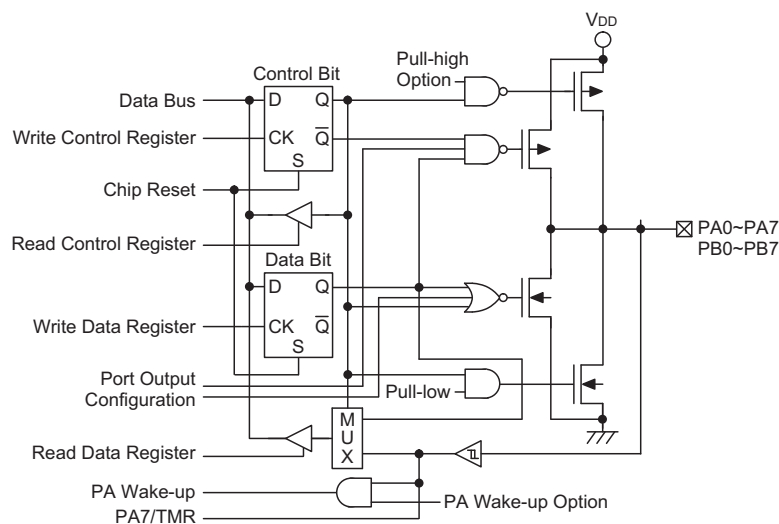 VDD
Pull-high
Option
Control Bit
Data Bus
D Q
Write Control Register
CK Q
S
Chip Reset
Read Control Register
PA0~PA7
PB0~PB7
Data Bit
D Q
Write Data Register
CK Q
S
Port Output
Configuration
Pull-low
M
U
X
Read Data Register
PA Wake-up
PA Wake-up Option
PA7/TMR